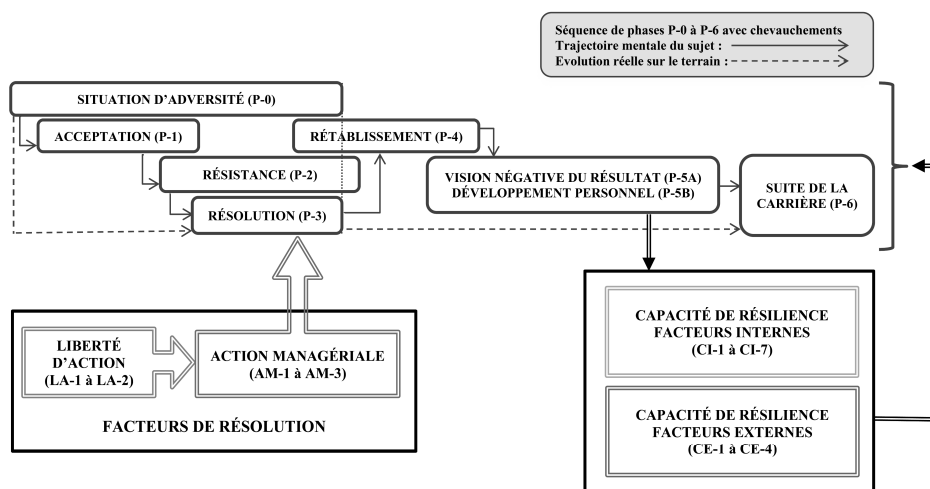 Séquence de phases P-0 à P-6 avec chevauchements
Trajectoire mentale du sujet :
Evolution réelle sur le terrain :
SITUATION D’ADVERSITÉ (P-0)
ACCEPTATION (P-1)
RÉTABLISSEMENT (P-4)
RÉSISTANCE (P-2)
VISION NÉGATIVE DU RÉSULTAT (P-5A)
DÉVELOPPEMENT PERSONNEL (P-5B)
SUITE DE LA
CARRIÈRE (P-6)
RÉSOLUTION (P-3)
LIBERTÉ
D’ACTION
(LA-1 à LA-2)
ACTION MANAGÉRIALE
(AM-1 à AM-3)
FACTEURS DE RÉSOLUTION
CAPACITÉ DE RÉSILIENCE
FACTEURS INTERNES
(CI-1 à CI-7)
CAPACITÉ DE RÉSILIENCE
FACTEURS EXTERNES
(CE-1 à CE-4)